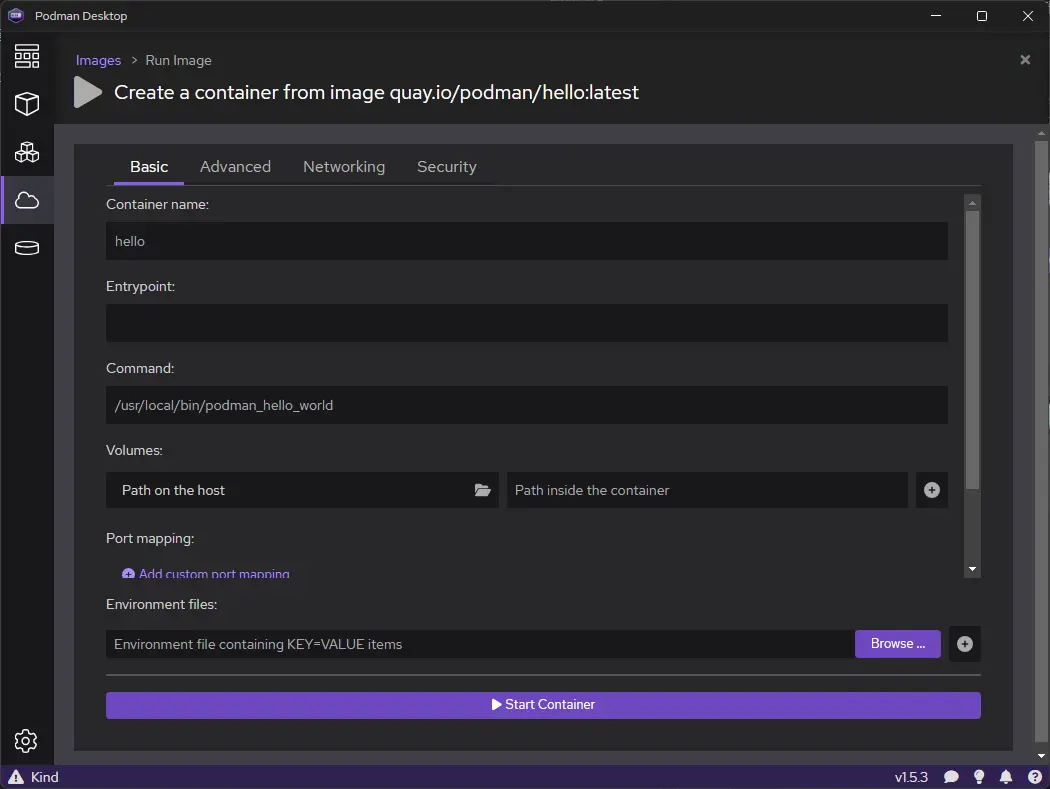 Podman Desktop
Images > Run Image
Create a container from image quay.io/podman/hello:latest
Basic Advanced Networking Security
Container name:
hello
Entrypoint:
Command:
/usr/local/bin/podman_hello_world
Volumes:
Path on the host Path inside the container
Port mapping:
Add custom port mapping
Environment files:
Environment file containing KEY=VALUE items Browse ...
Start Container
Kind v1.5.3